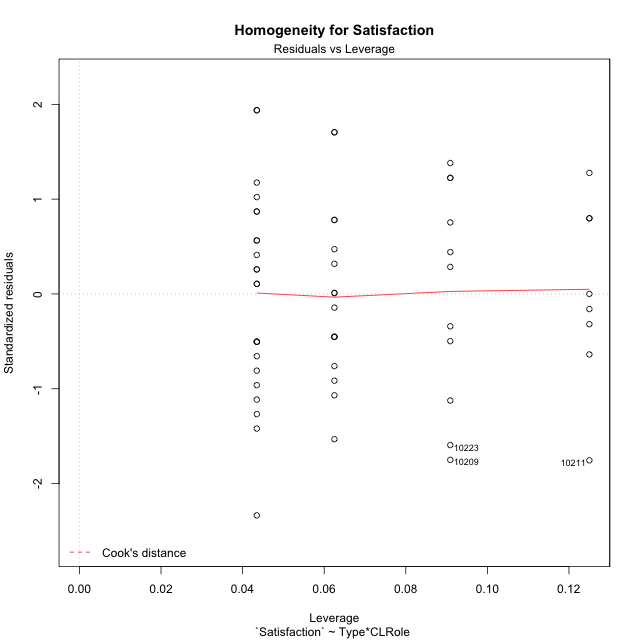 Homogeneity for Satisfaction
Residuals vs Leverage
2
1
0
-1
-2
Standardized residuals
10223
10209
10211
Cook's distance
0.00 0.02 0.04 0.06 0.08 0.10 0.12
Leverage
`Satisfaction` ~ Type*CLRole